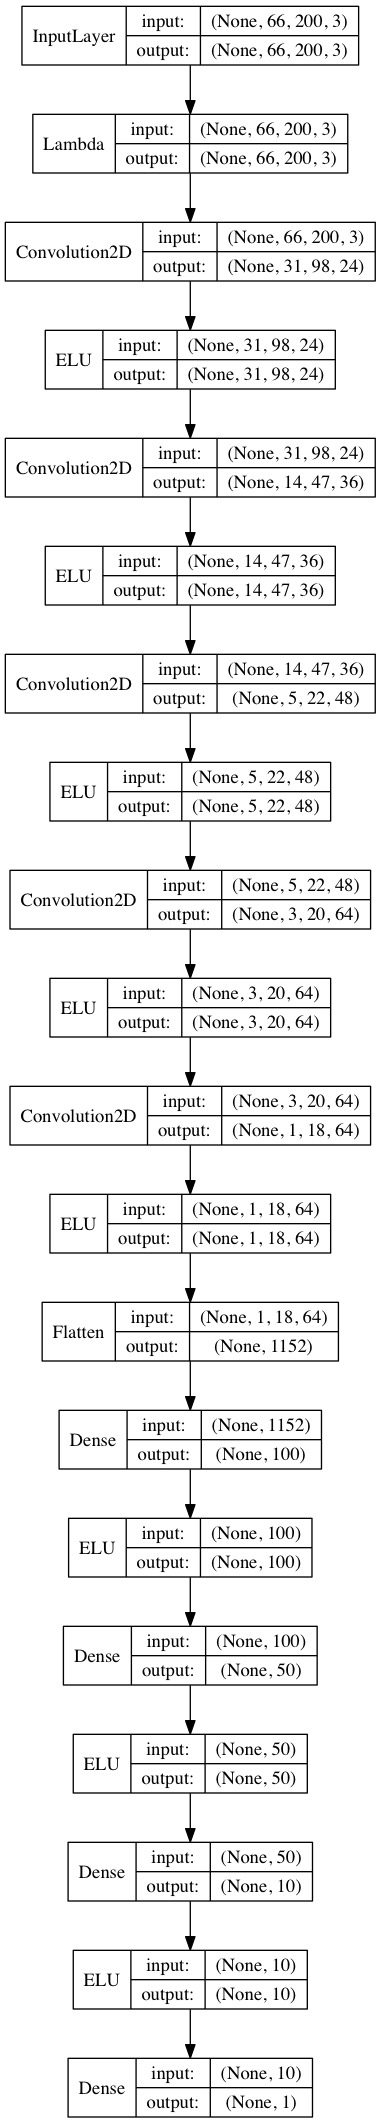 InputLayer
input: (None, 66, 200, 3)
output: (None, 66, 200, 3)
Lambda
input: (None, 66, 200, 3)
output: (None, 66, 200, 3)
Convolution2D
input: (None, 66, 200, 3)
output: (None, 31, 98, 24)
ELU
input: (None, 31, 98, 24)
output: (None, 31, 98, 24)
Convolution2D
input: (None, 31, 98, 24)
output: (None, 14, 47, 36)
ELU
input: (None, 14, 47, 36)
output: (None, 14, 47, 36)
Convolution2D
input: (None, 14, 47, 36)
output: (None, 5, 22, 48)
ELU
input: (None, 5, 22, 48)
output: (None, 5, 22, 48)
Convolution2D
input: (None, 5, 22, 48)
output: (None, 3, 20, 64)
ELU
input: (None, 3, 20, 64)
output: (None, 3, 20, 64)
Convolution2D
input: (None, 3, 20, 64)
output: (None, 1, 18, 64)
ELU
input: (None, 1, 18, 64)
output: (None, 1, 18, 64)
Flatten
input: (None, 1, 18, 64)
output: (None, 1152)
Dense
input: (None, 1152)
output: (None, 100)
ELU
input: (None, 100)
output: (None, 100)
Dense
input: (None, 100)
output: (None, 50)
ELU
input: (None, 50)
output: (None, 50)
Dense
input: (None, 50)
output: (None, 10)
ELU
input: (None, 10)
output: (None, 10)
Dense
input: (None, 10)
output: (None, 1)